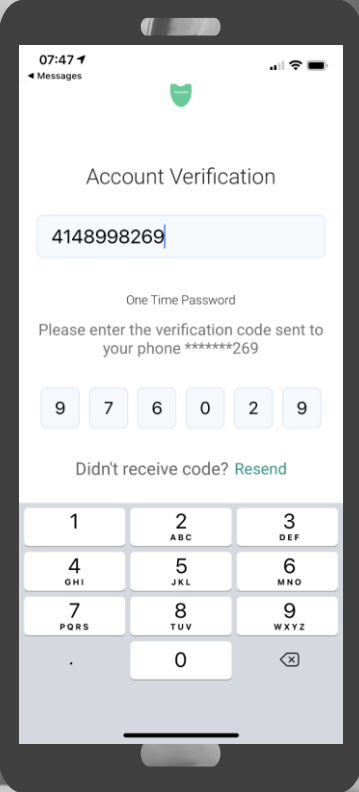 07:47
◀ Messages
Account Verification
4148998269
One Time Password
Please enter the verification code sent to
your phone *******269
9 7 6 0 2 9
Didn't receive code? Resend
1 2 3
ABC DEF
4 5 6
GHI JKL MNO
7 8 9
PQRS TUV WXYZ
. 0